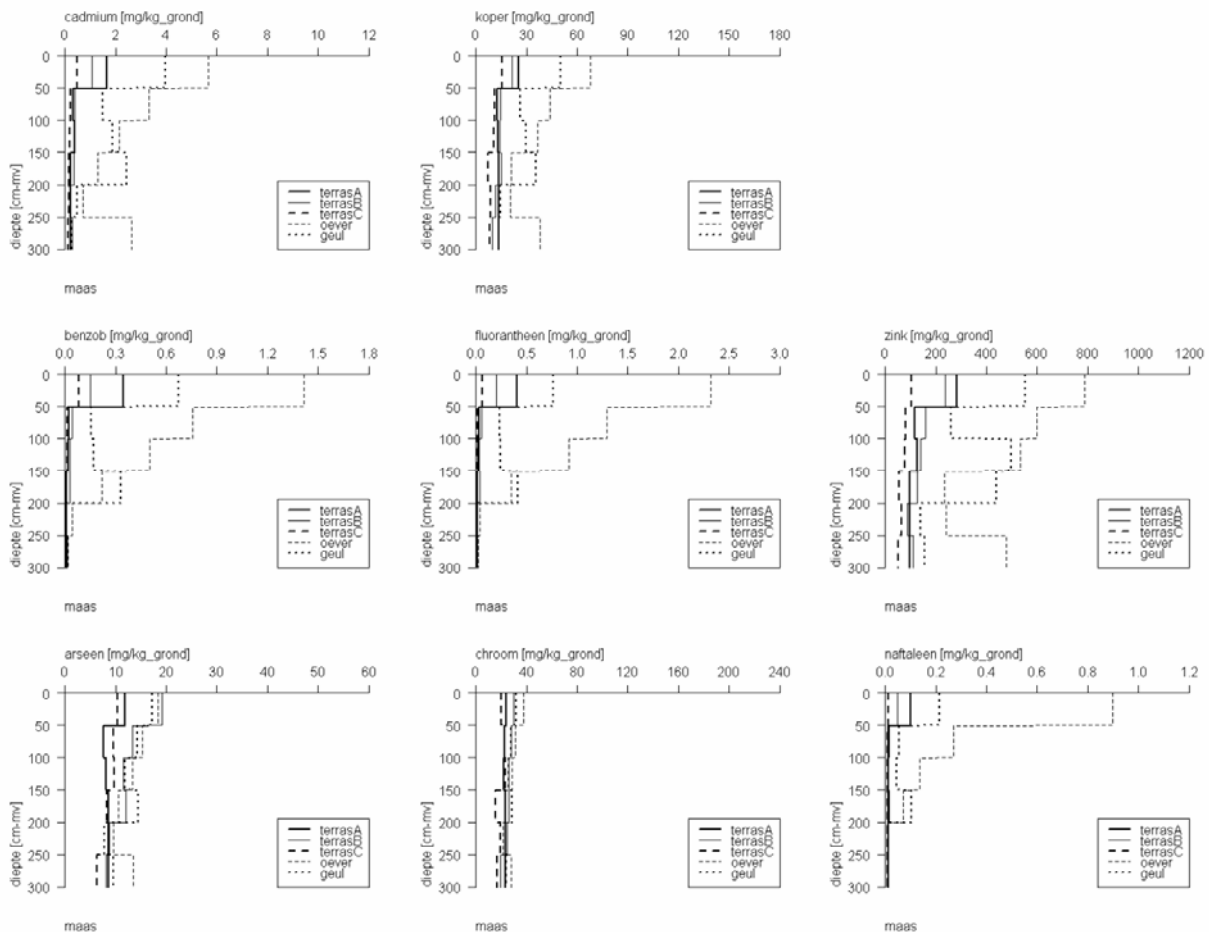 cadmium [mg/kg_grond]
0 2 4 6 8 10 12
0
50
100
150
200
250
300
diepte [cm-mv]
terrasA
terrasB
terrasC
oever
geul
maas
koper [mg/kg_grond]
0 30 60 90 120 150 180
0
50
100
150
200
250
300
diepte [cm-mv]
terrasA
terrasB
terrasC
oever
geul
maas
benzob [mg/kg_grond]
0.0 0.3 0.6 0.9 1.2 1.5 1.8
0
50
100
150
200
250
300
diepte [cm-mv]
terrasA
terrasB
terrasC
oever
geul
maas
fluorantheen [mg/kg_grond]
0.0 0.5 1.0 1.5 2.0 2.5 3.0
0
50
100
150
200
250
300
diepte [cm-mv]
terrasA
terrasB
terrasC
oever
geul
maas
zink [mg/kg_grond]
0 200 400 600 800 1000 1200
0
50
100
150
200
250
300
diepte [cm-mv]
terrasA
terrasB
terrasC
oever
geul
maas
arseen [mg/kg_grond]
0 10 20 30 40 50 60
0
50
100
150
200
250
300
diepte [cm-mv]
terrasA
terrasB
terrasC
oever
geul
maas
chroom [mg/kg_grond]
0 40 80 120 160 200 240
0
50
100
150
200
250
300
diepte [cm-mv]
terrasA
terrasB
terrasC
oever
geul
maas
naftaleen [mg/kg_grond]
0.0 0.2 0.4 0.6 0.8 1.0 1.2
0
50
100
150
200
250
300
diepte [cm-mv]
terrasA
terrasB
terrasC
oever
geul
maas